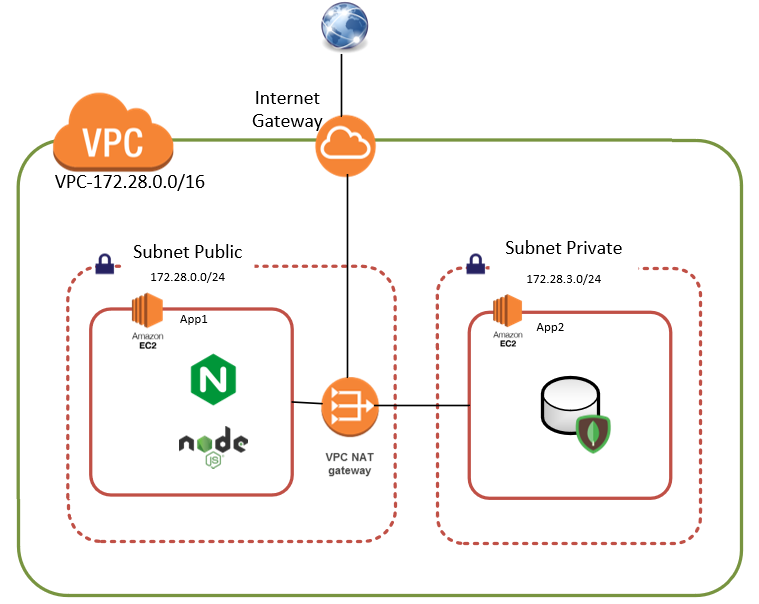 Internet
Gateway
VPC
VPC-172.28.0.0/16
Subnet Public
172.28.0.0/24
Subnet Private
172.28.3.0/24
App1
Amazon
EC2
App2
Amazon
EC2
N
node
JS
VPC NAT
gateway